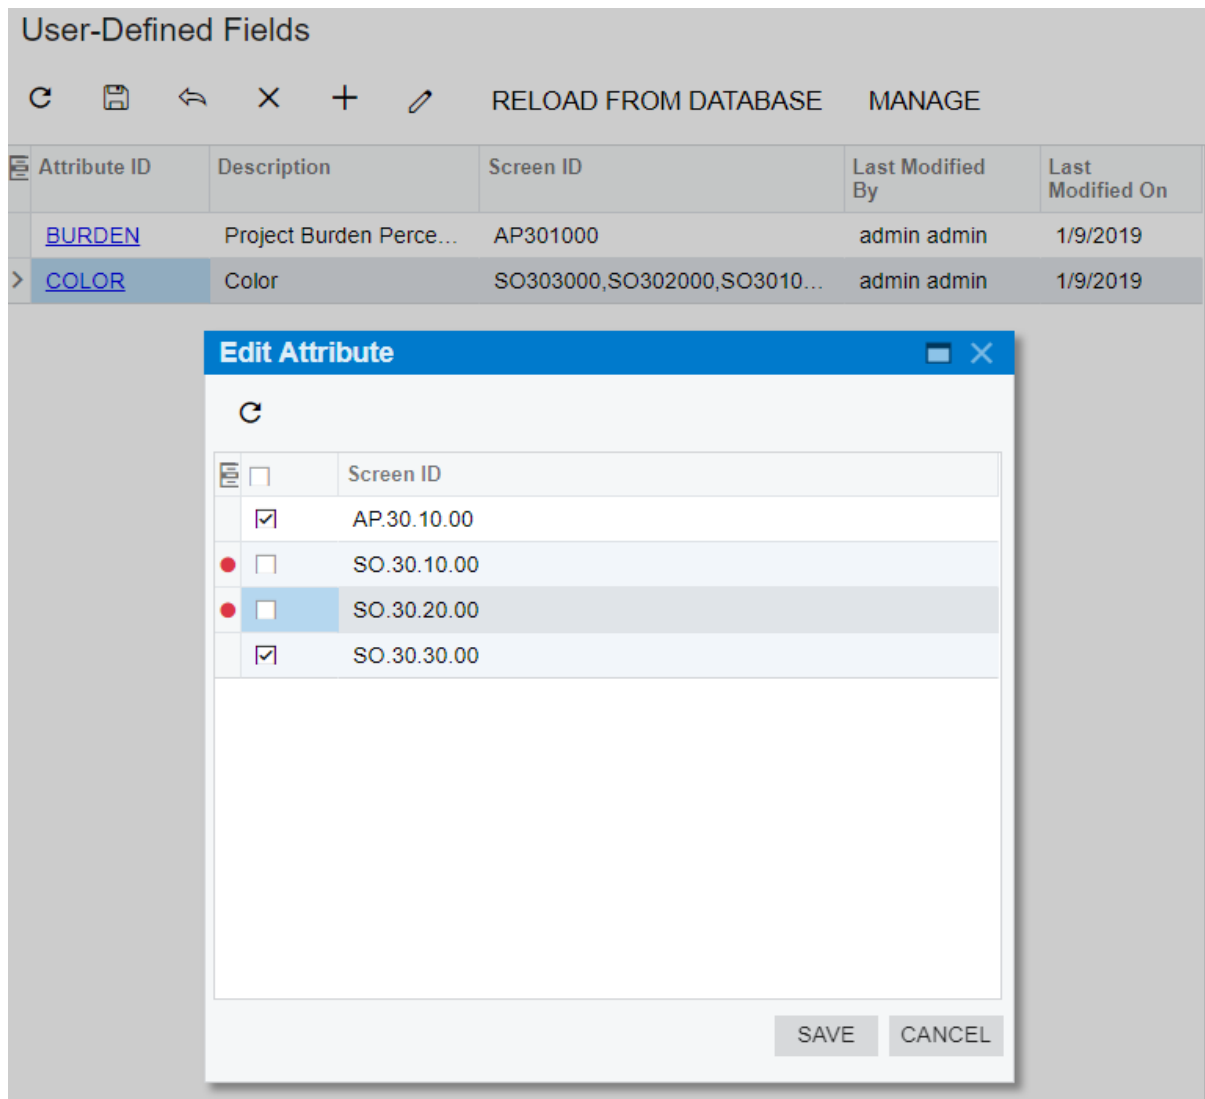 User-Defined Fields
RELOAD FROM DATABASE MANAGE
Attribute ID Description Screen ID Last Modified By Last Modified On
BURDEN Project Burden Perce... AP301000 admin admin 1/9/2019
COLOR Color SO303000,SO302000,SO3010... admin admin 1/9/2019
Edit Attribute
Screen ID
AP.30.10.00
SO.30.10.00
SO.30.20.00
SO.30.30.00
SAVE CANCEL